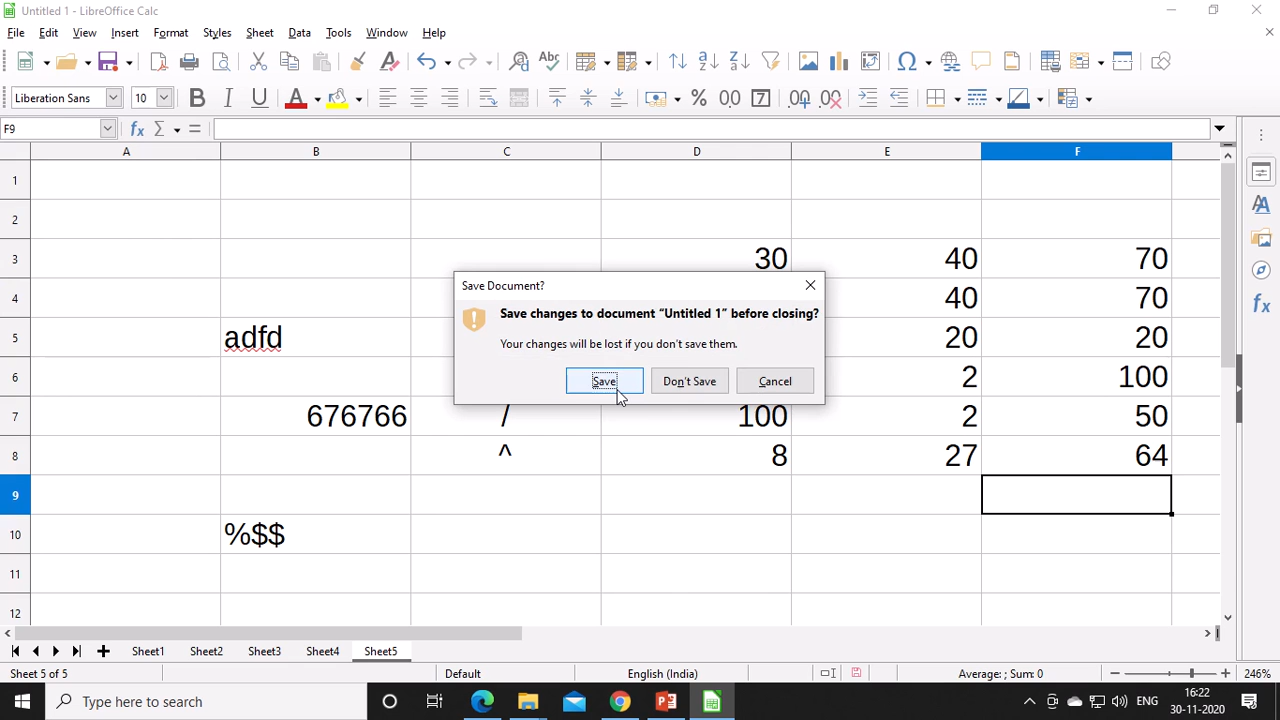 Untitled 1 - LibreOffice Calc
File Edit View Insert Format Styles Sheet Data Tools Window Help
Liberation Sans 10
F9
A B C D E F
1
2
3 30 40 70
4 40 70
5 adfd 20 20
6 2 100
7 676766 / 100 2 50
8 ^ 8 27 64
9
10 %$$
11
12
Save Document?
Save changes to document “Untitled 1” before closing?
Your changes will be lost if you don’t save them.
Save Don’t Save Cancel
Sheet1 Sheet2 Sheet3 Sheet4 Sheet5
Sheet 5 of 5 Default English (India) Average: ; Sum: 0 246%
Type here to search ENG 16:22
30-11-2020